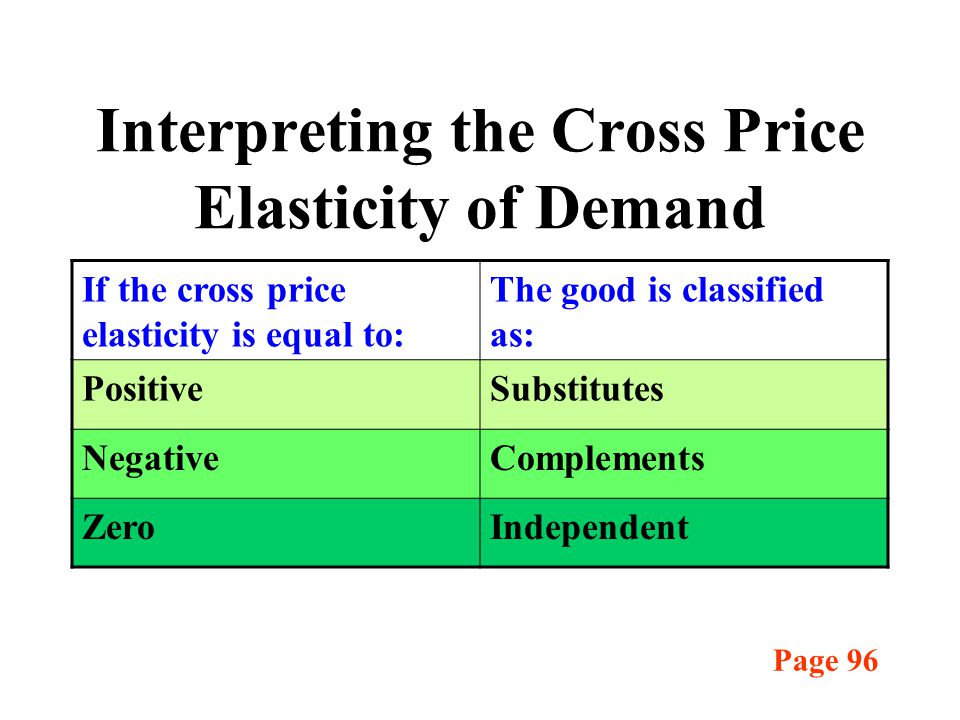 Interpreting the Cross Price
Elasticity of Demand
If the cross price
elasticity is equal to:
The good is classified
as:
Positive
Substitutes
Negative
Complements
Zero
Independent
Page 96